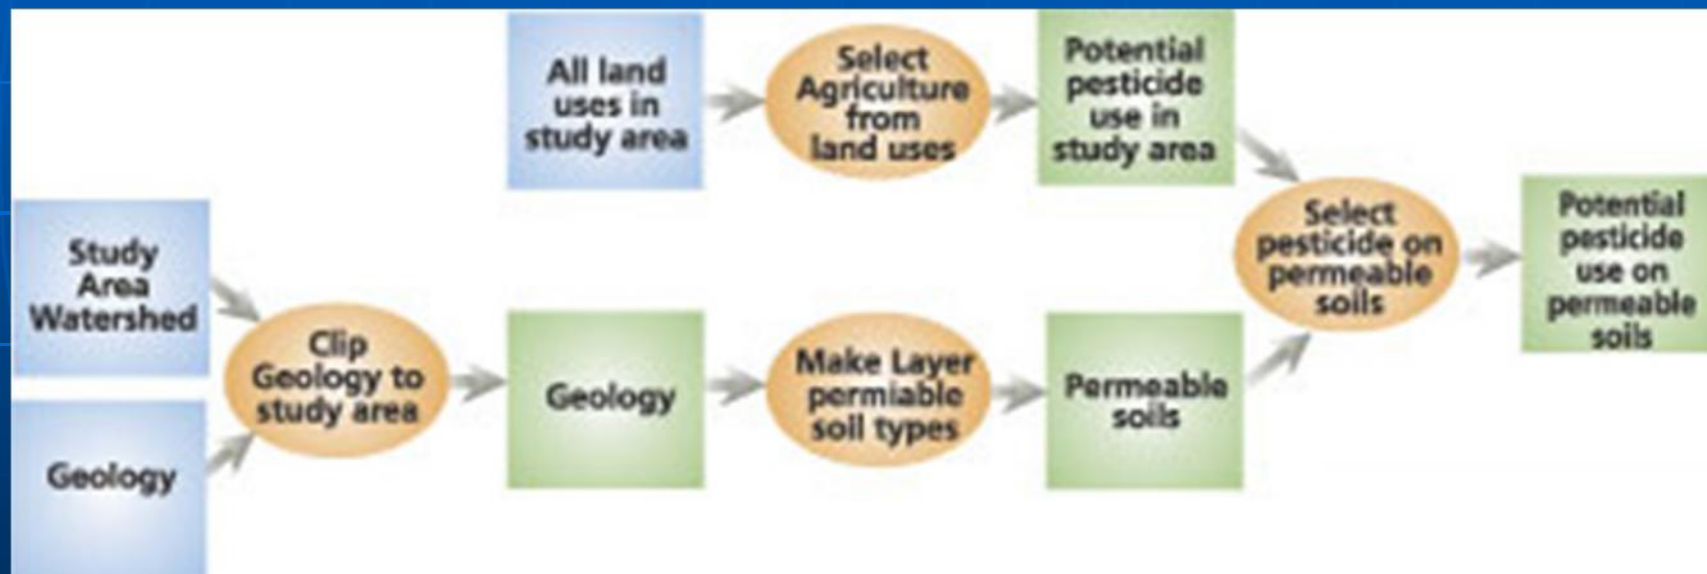 All land
uses in
study area
Select
Agriculture
from
land uses
Potential
pesticide
use in
study area
Study
Area
Watershed
Clip
Geology to
study area
Geology
Geology
Make Layer
permiable
soil types
Permeable
soils
Select
pesticide on
permeable
soils
Potential
pesticide
use on
permeable
soils